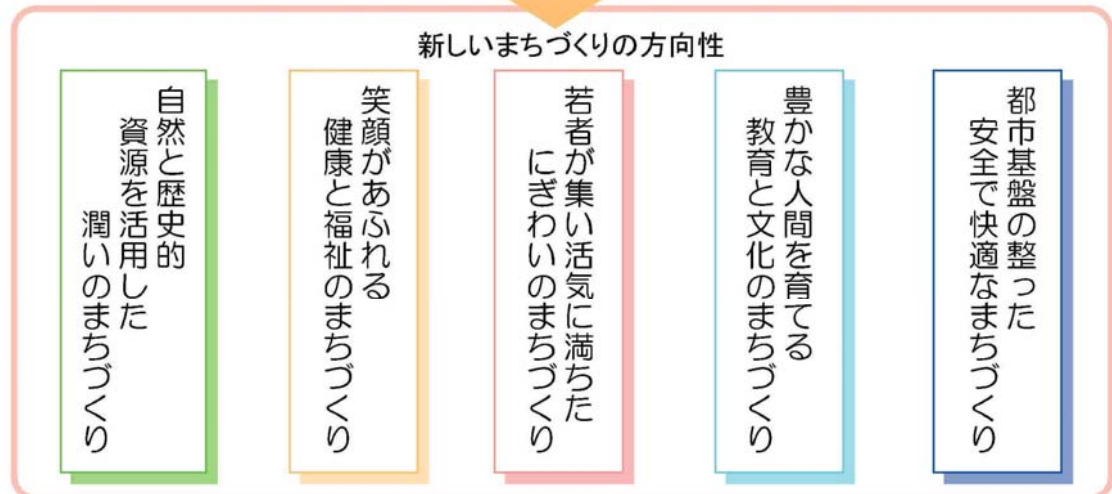 新しいまちづくりの方向性
都市基盤の整った
安全で快適なまちづくり
豊かな人間を育てる
教育と文化のまちづくり
若者が集い活気に満ちた
にぎわいのまちづくり
笑顔があふれる
健康と福祉のまちづくり
自然と歴史的
資源を活用した
潤いのまちづくり